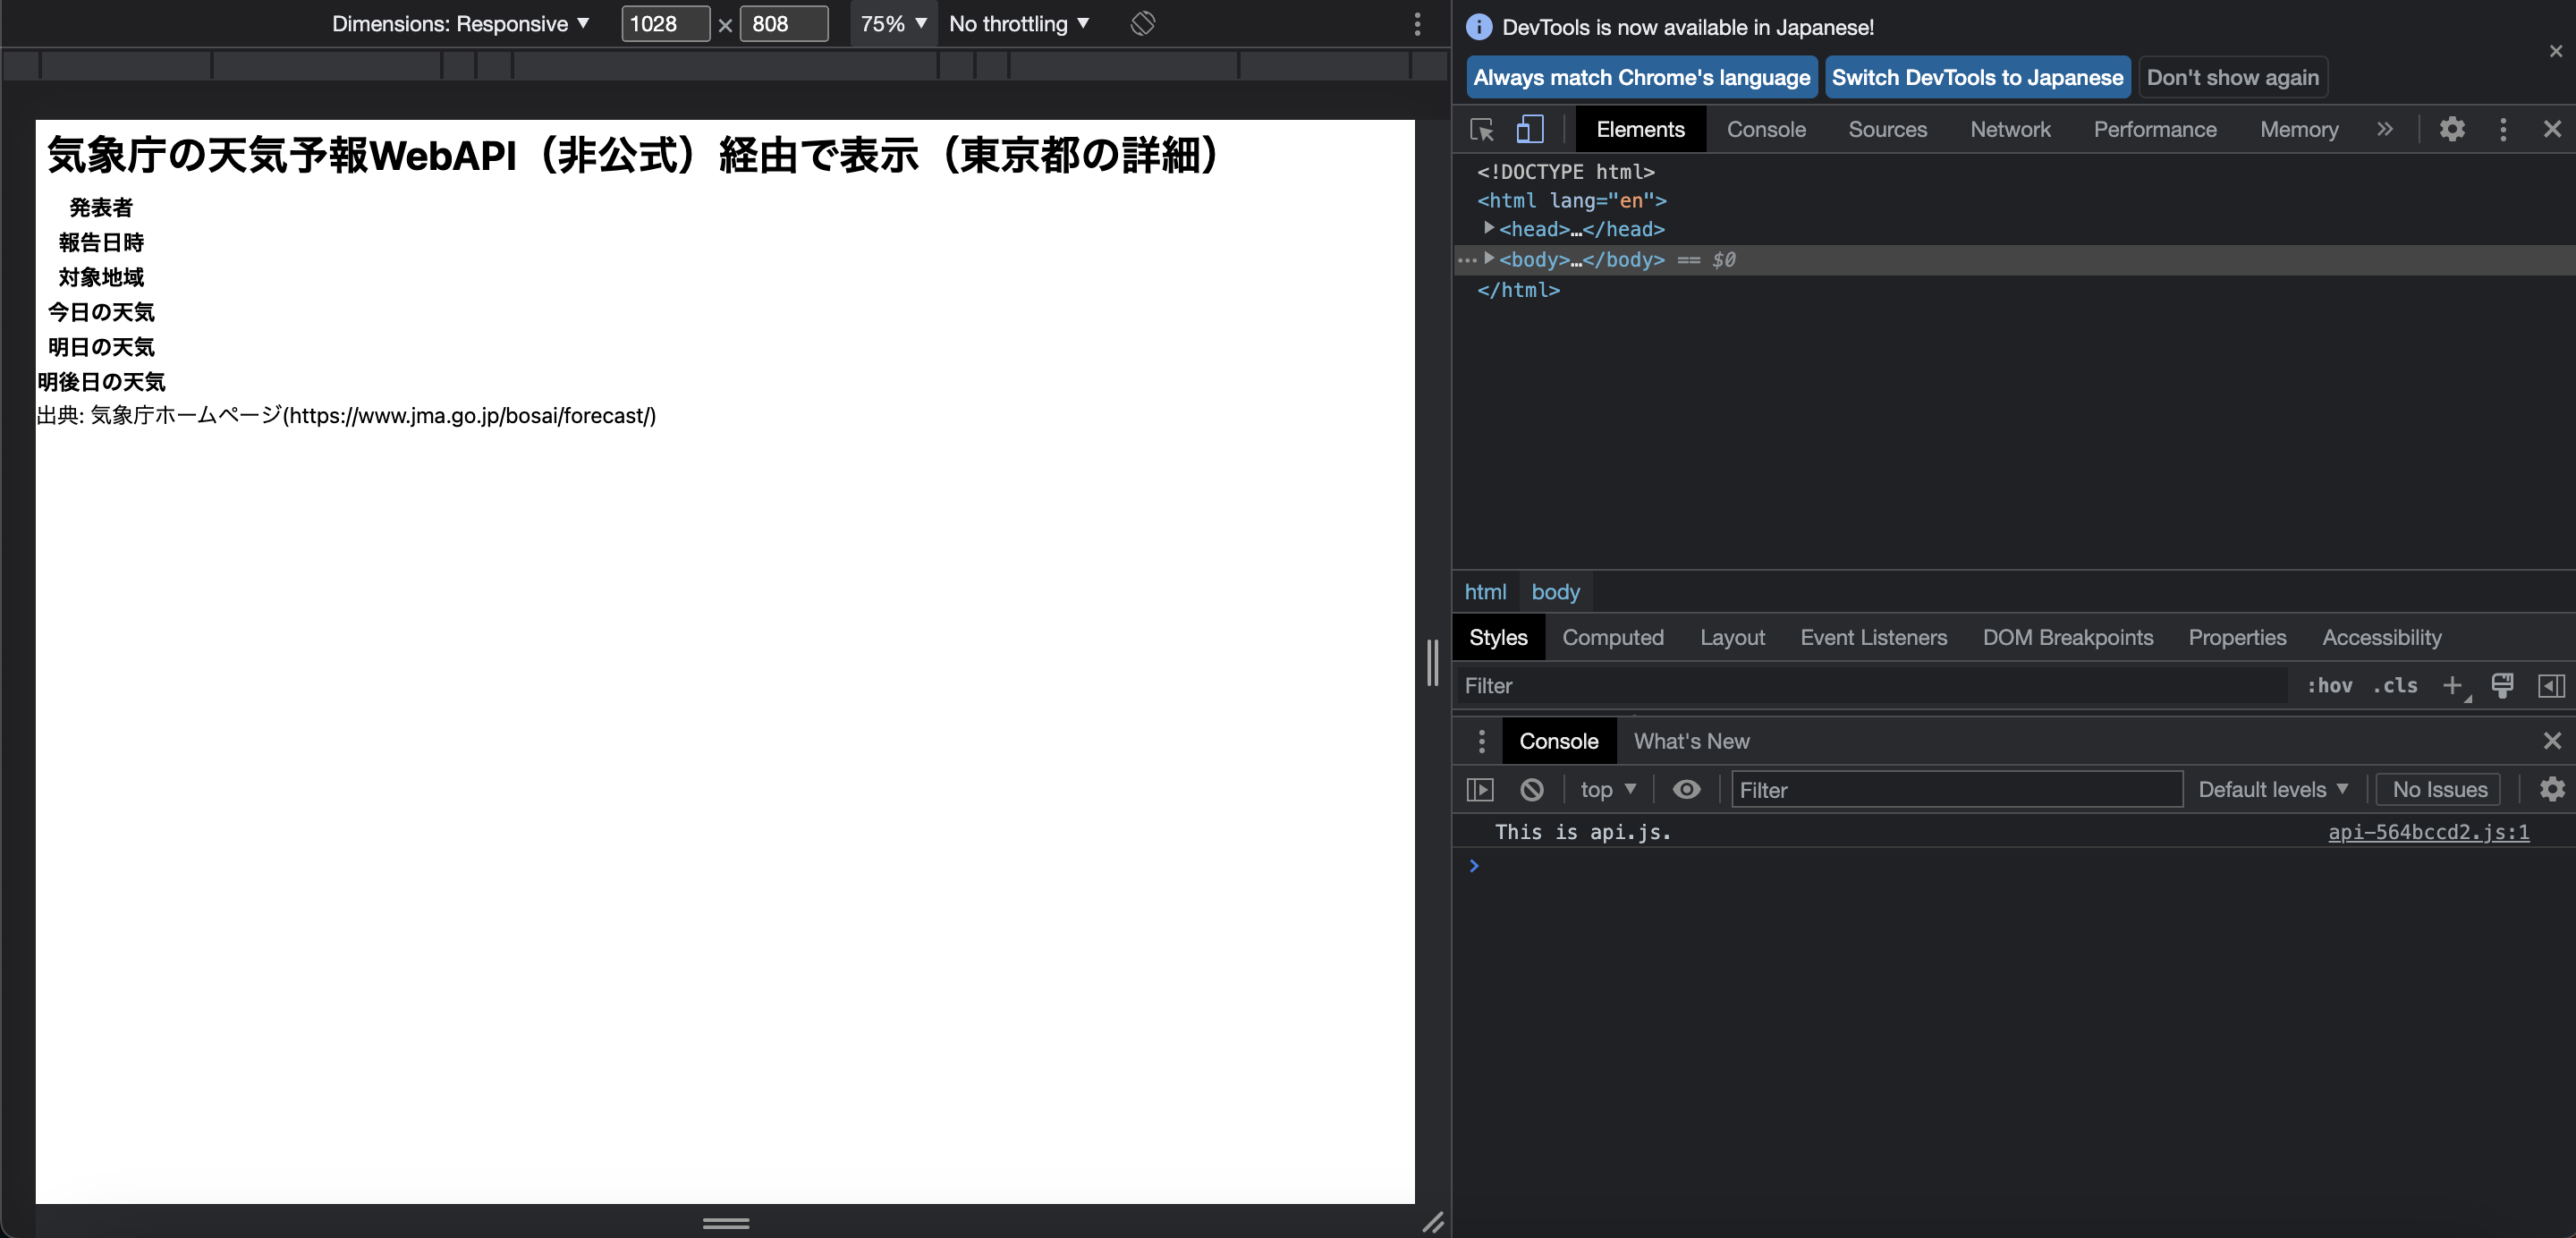 Dimensions: Responsive ▼ 1028 × 808 75% ▼ No throttling ▼
気象庁の天気予報WebAPI（非公式）経由で表示（東京都の詳細）
発表者
報告日時
対象地域
今日の天気
明日の天気
明後日の天気
出典: 気象庁ホームページ(https://www.jma.go.jp/bosai/forecast/)
DevTools is now available in Japanese!
Always match Chrome's language Switch DevTools to Japanese Don't show again
Elements Console Sources Network Performance Memory »
<!DOCTYPE html>
<html lang="en">
▶<head>…</head>
… ▶<body>…</body> == $0
</html>
html body
Styles Computed Layout Event Listeners DOM Breakpoints Properties Accessibility
Filter :hov .cls +
Console What's New
top ▼ Filter Default levels ▼ No Issues
This is api.js. api-564bccd2.js:1
>